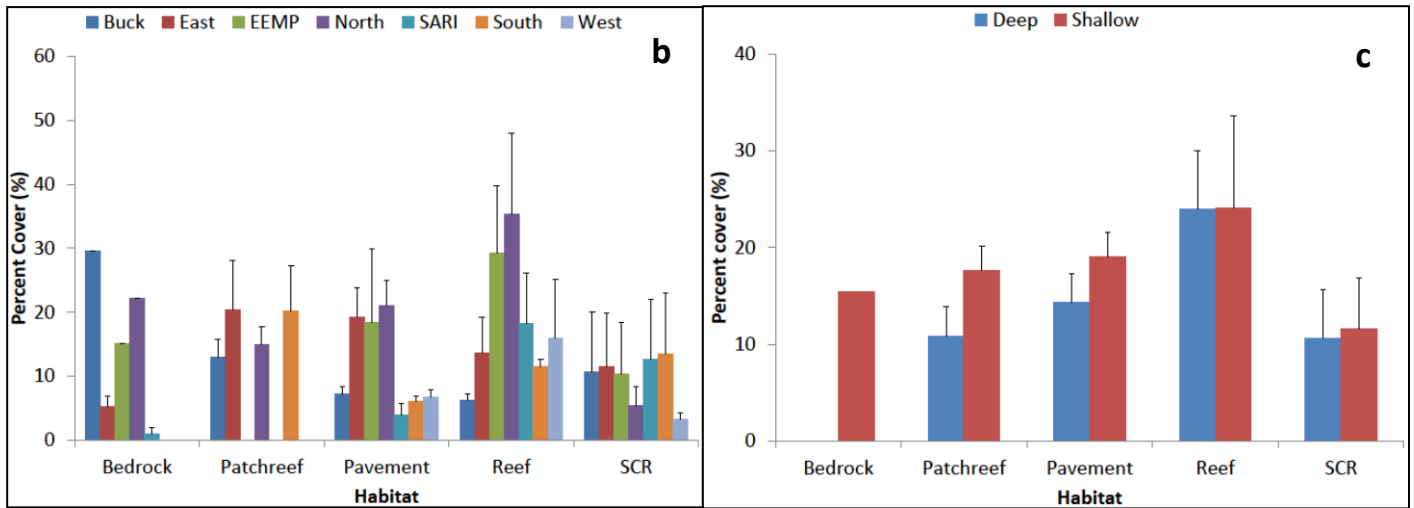 Buck East EEMP North SARI South West
b
60
50
40
30
20
10
0
Percent Cover (%)
Bedrock Patchreef Pavement Reef SCR
Habitat
Deep Shallow
c
40
30
20
10
0
Percent cover (%)
Bedrock Patchreef Pavement Reef SCR
Habitat